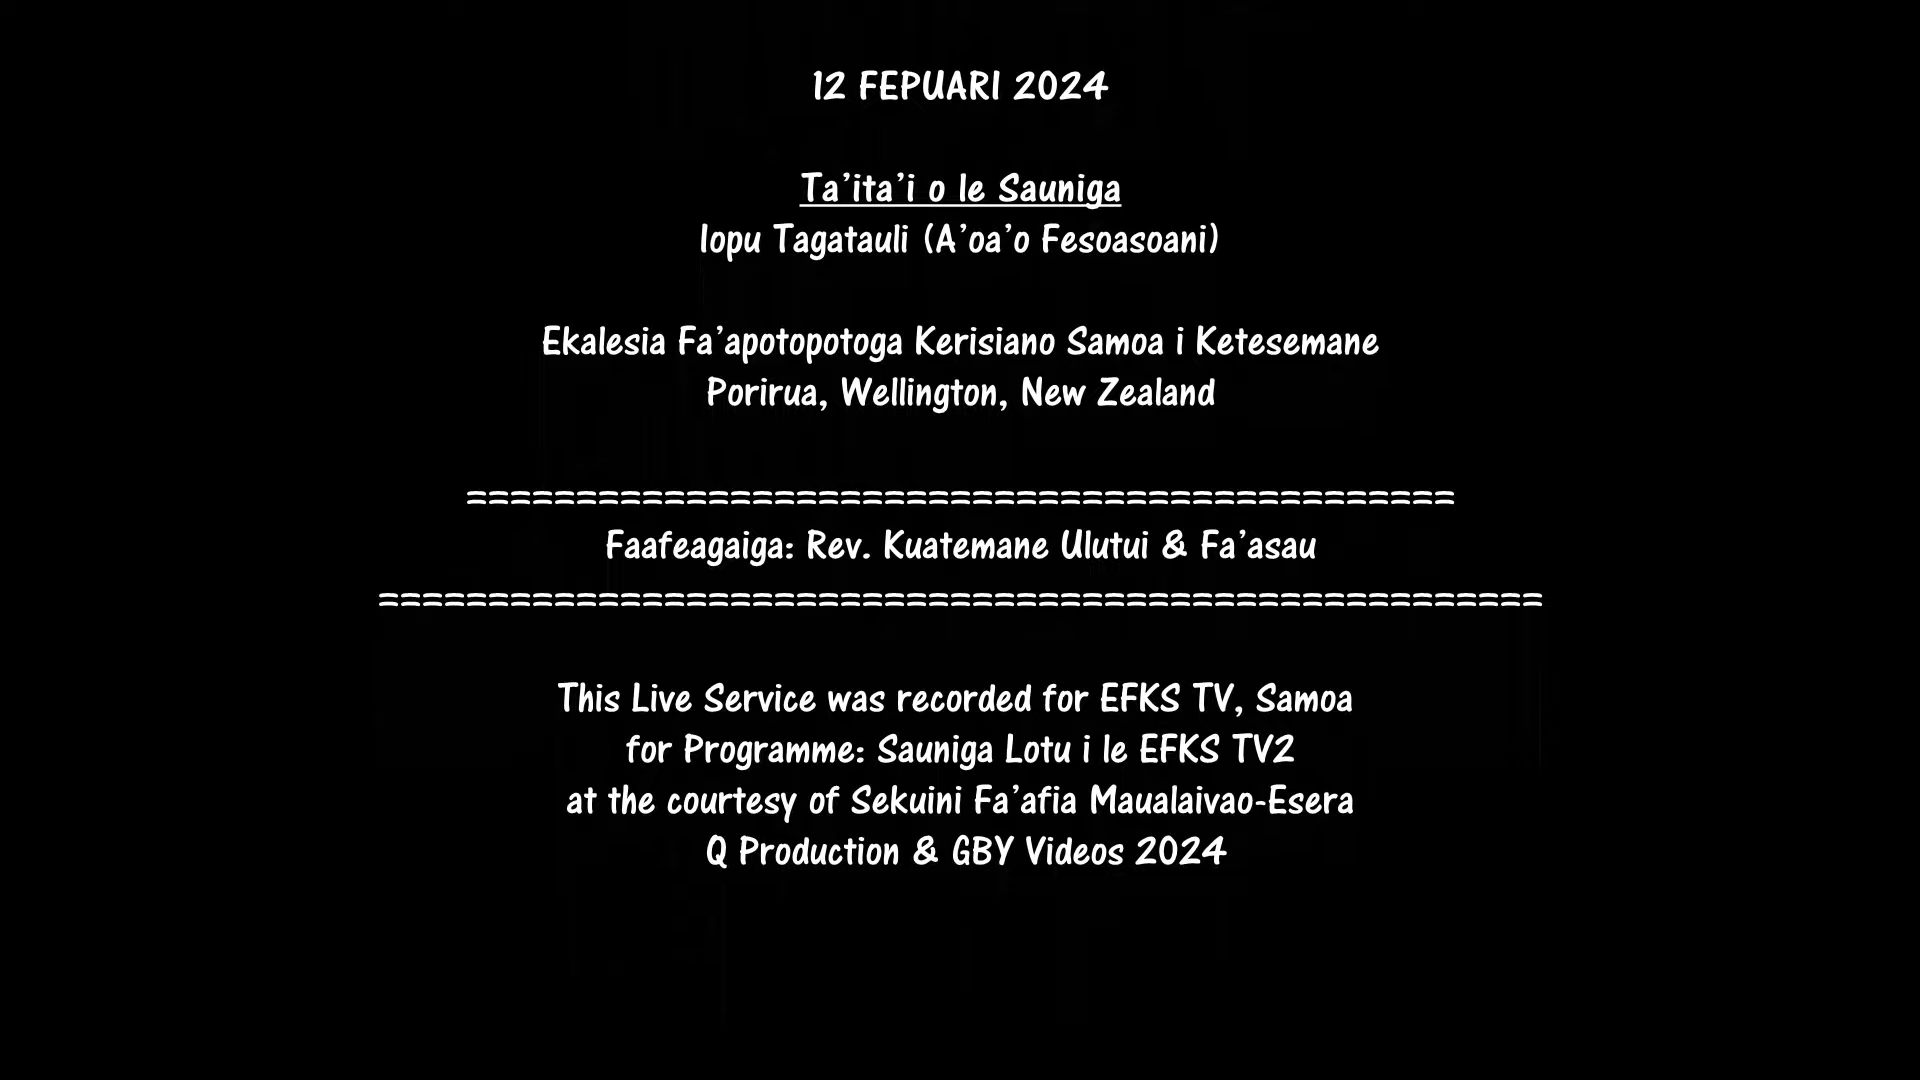 12 FEPUARI 2024
Ta’ita’i o le Sauniga
Iopu Tagatauli (A’oa’o Fesoasoani)
Ekalesia Fa’apotopotoga Kerisiano Samoa i Ketesemane
Porirua, Wellington, New Zealand
=============================================
Faafeagaiga: Rev. Kuatemane Ulutui & Fa’asau
=====================================================
This Live Service was recorded for EFKS TV, Samoa
for Programme: Sauniga Lotu i le EFKS TV2
at the courtesy of Sekuini Fa’afia Maualaivao-Esera
Q Production & GBY Videos 2024